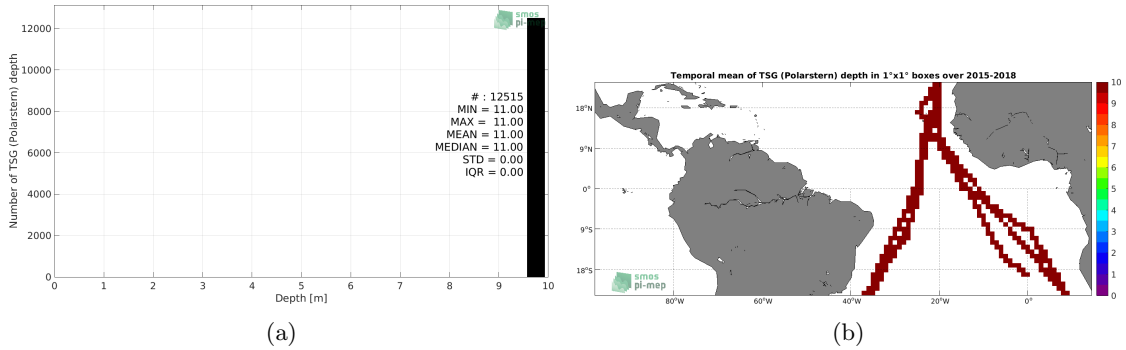 smos
pi-mep
12000
10000
8000
6000
4000
2000
0
Number of TSG (Polarstern) depth
# : 12515
MIN = 11.00
MAX = 11.00
MEAN = 11.00
MEDIAN = 11.00
STD = 0.00
IQR = 0.00
0 1 2 3 4 5 6 7 8 9 10
Depth [m]
(a)
Temporal mean of TSG (Polarstern) depth in 1°x1° boxes over 2015-2018
18°N
9°N
0°
9°S
18°S
80°W 60°W 40°W 20°W 0°
smos
pi-mep
10
9
8
7
6
5
4
3
2
1
0
(b)